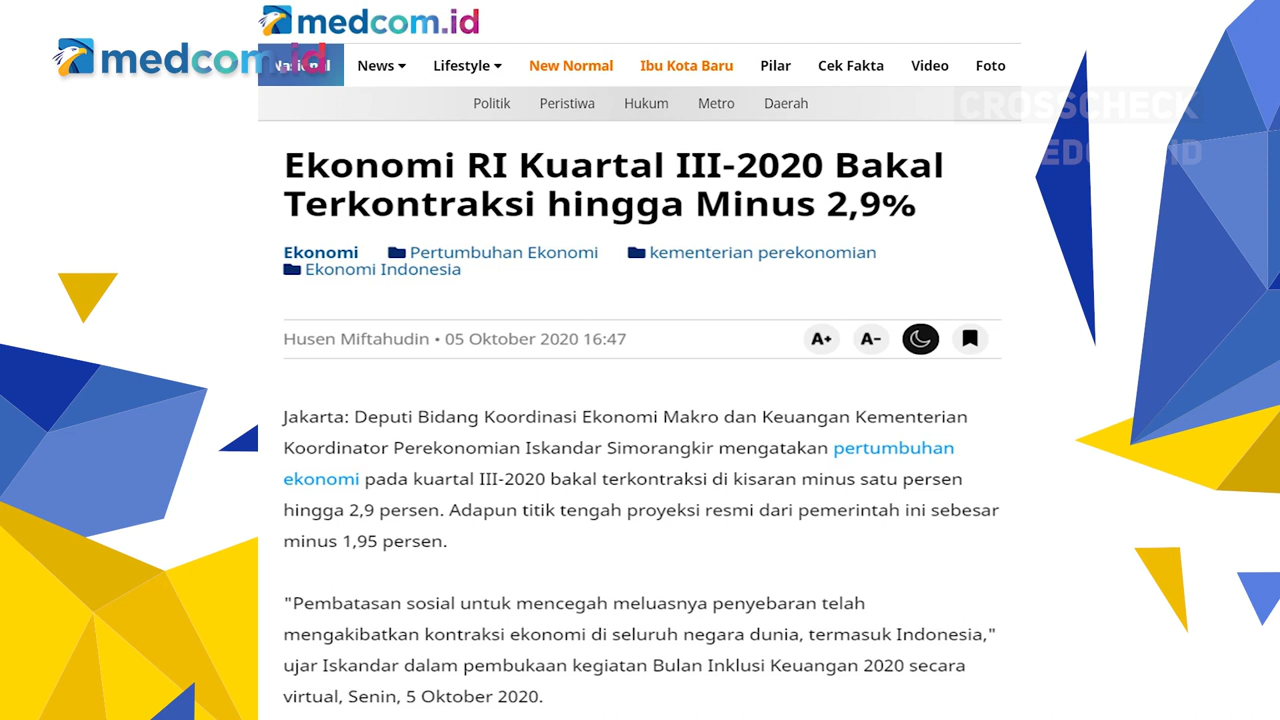 medcom.id
medcom.id
Nasional News Lifestyle New Normal Ibu Kota Baru Pilar Cek Fakta Video Foto
Politik Peristiwa Hukum Metro Daerah
CROSSCHECK
Ekonomi RI Kuartal III-2020 Bakal
Terkontraksi hingga Minus 2,9%
Ekonomi Pertumbuhan Ekonomi kementerian perekonomian
Ekonomi Indonesia
Husen Miftahudin • 05 Oktober 2020 16:47 A+ A-
Jakarta: Deputi Bidang Koordinasi Ekonomi Makro dan Keuangan Kementerian
Koordinator Perekonomian Iskandar Simorangkir mengatakan pertumbuhan
ekonomi pada kuartal III-2020 bakal terkontraksi di kisaran minus satu persen
hingga 2,9 persen. Adapun titik tengah proyeksi resmi dari pemerintah ini sebesar
minus 1,95 persen.
"Pembatasan sosial untuk mencegah meluasnya penyebaran telah
mengakibatkan kontraksi ekonomi di seluruh negara dunia, termasuk Indonesia,"
ujar Iskandar dalam pembukaan kegiatan Bulan Inklusi Keuangan 2020 secara
virtual, Senin, 5 Oktober 2020.